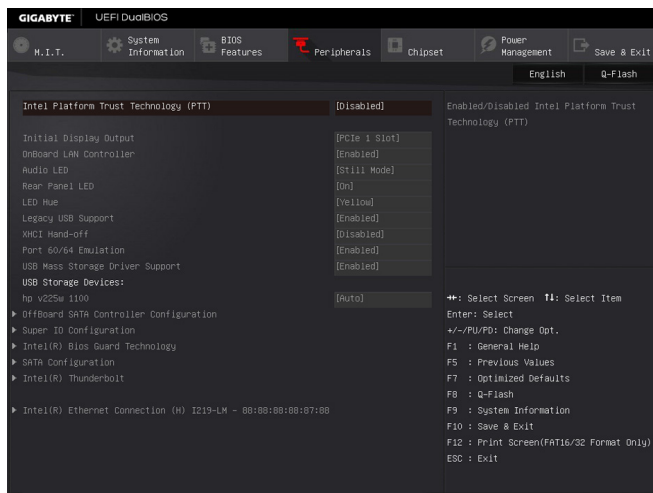 GIGABYTE™ UEFI DualBIOS
M.I.T. System Information BIOS Features Peripherals Chipset Power Management Save & Exit
English Q-Flash
Intel Platform Trust Technology (PTT) [Disabled]
Enabled/Disabled Intel Platform Trust
Technology (PTT)
Initial Display Output [PCIe 1 Slot]
OnBoard LAN Controller [Enabled]
Audio LED [Still Mode]
Rear Panel LED [On]
LED Hue [Yellow]
Legacy USB Support [Enabled]
XHCI Hand-off [Disabled]
Port 60/64 Emulation [Enabled]
USB Mass Storage Driver Support [Enabled]
USB Storage Devices:
hp v225w 1100 [Auto]
OffBoard SATA Controller Configuration
Super IO Configuration
Intel(R) Bios Guard Technology
SATA Configuration
Intel(R) Thunderbolt
Intel(R) Ethernet Connection (H) I219-LM - 88:88:88:88:87:88
→←: Select Screen ↑↓: Select Item
Enter: Select
+/-/PU/PD: Change Opt.
F1 : General Help
F5 : Previous Values
F7 : Optimized Defaults
F8 : Q-Flash
F9 : System Information
F10 : Save & Exit
F12 : Print Screen(FAT16/32 Format Only)
ESC : Exit